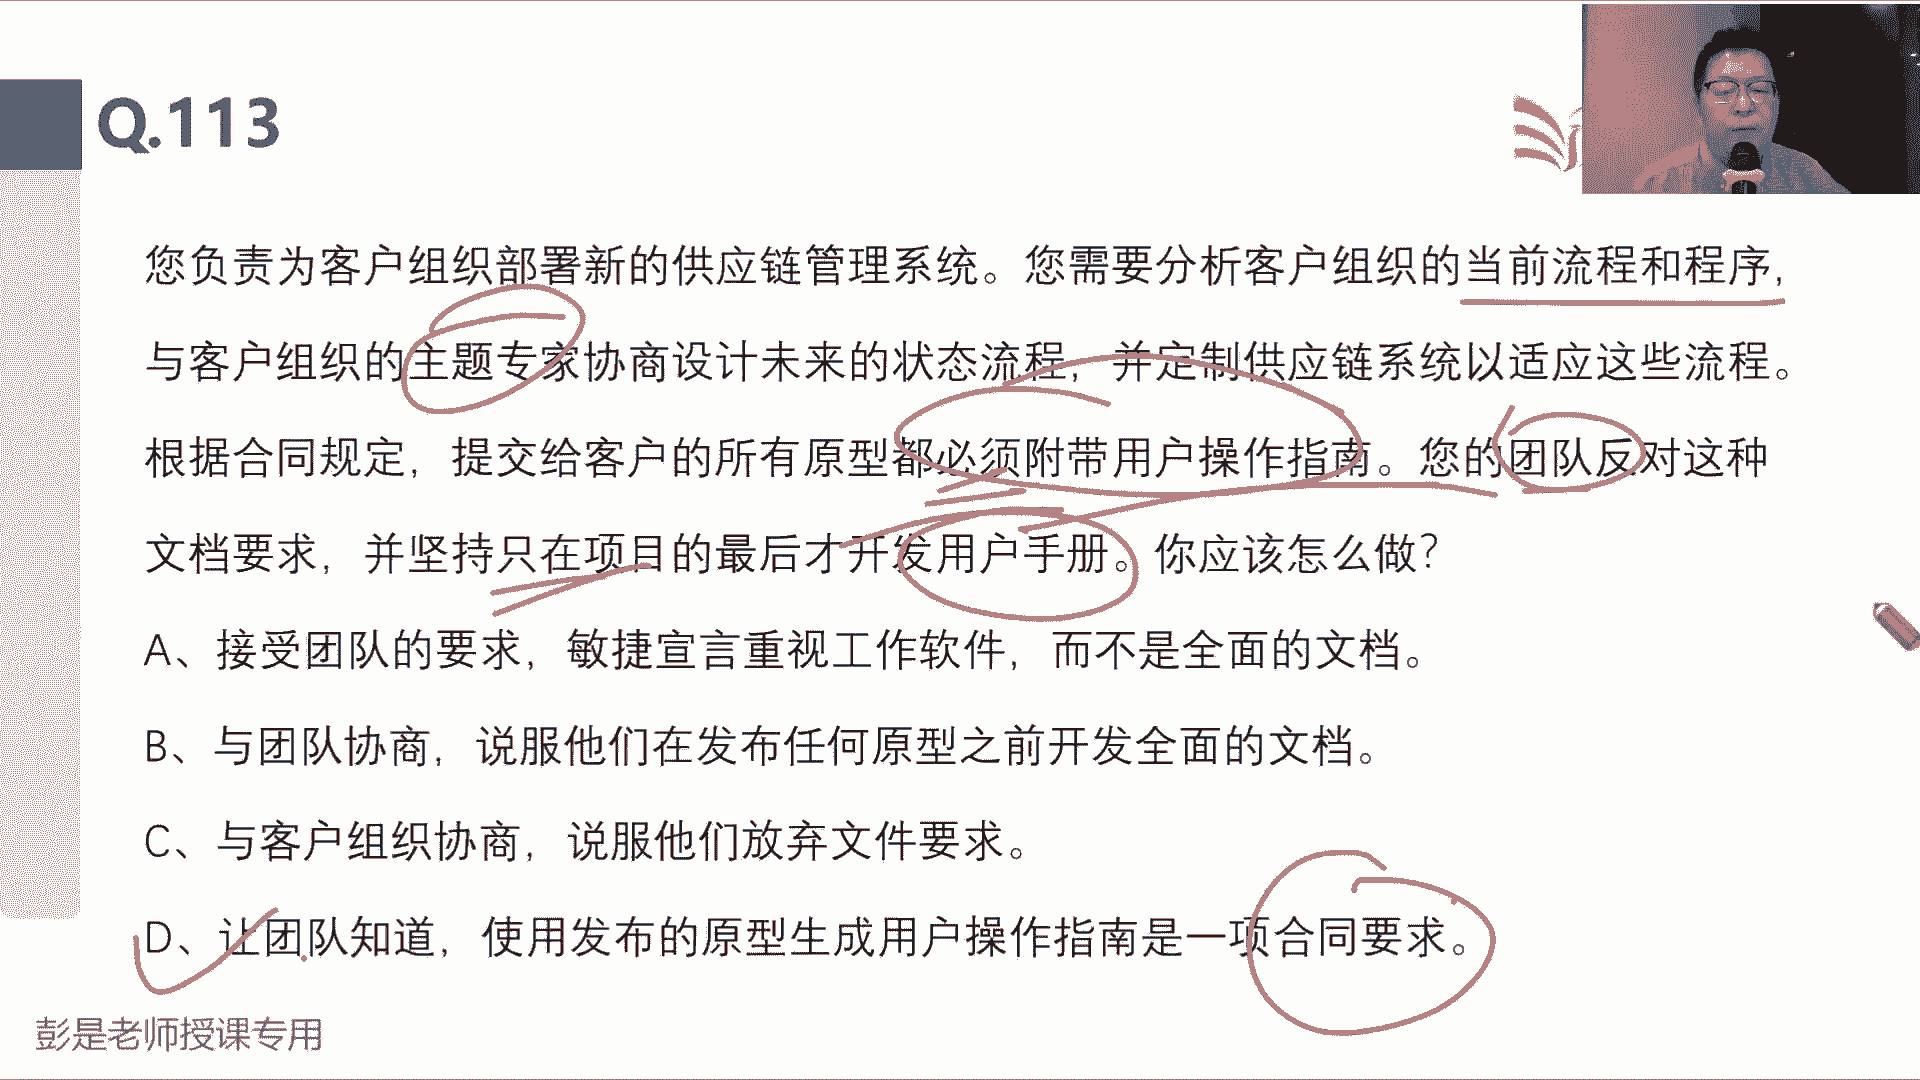 Q.113
您负责为客户组织部署新的供应链管理系统。您需要分析客户组织的当前流程和程序,
与客户组织的主题专家协商设计未来的状态流程，并定制供应链系统以适应这些流程。
根据合同规定，提交给客户的所有原型都必须附带用户操作指南。您的团队反对这种
文档要求，并坚持只在项目的最后才开发用户手册。你应该怎么做？
A、接受团队的要求，敏捷宣言重视工作软件，而不是全面的文档。
B、与团队协商，说服他们在发布任何原型之前开发全面的文档。
C、与客户组织协商，说服他们放弃文件要求。
D、让团队知道，使用发布的原型生成用户操作指南是一项合同要求。
彭是老师授课专用